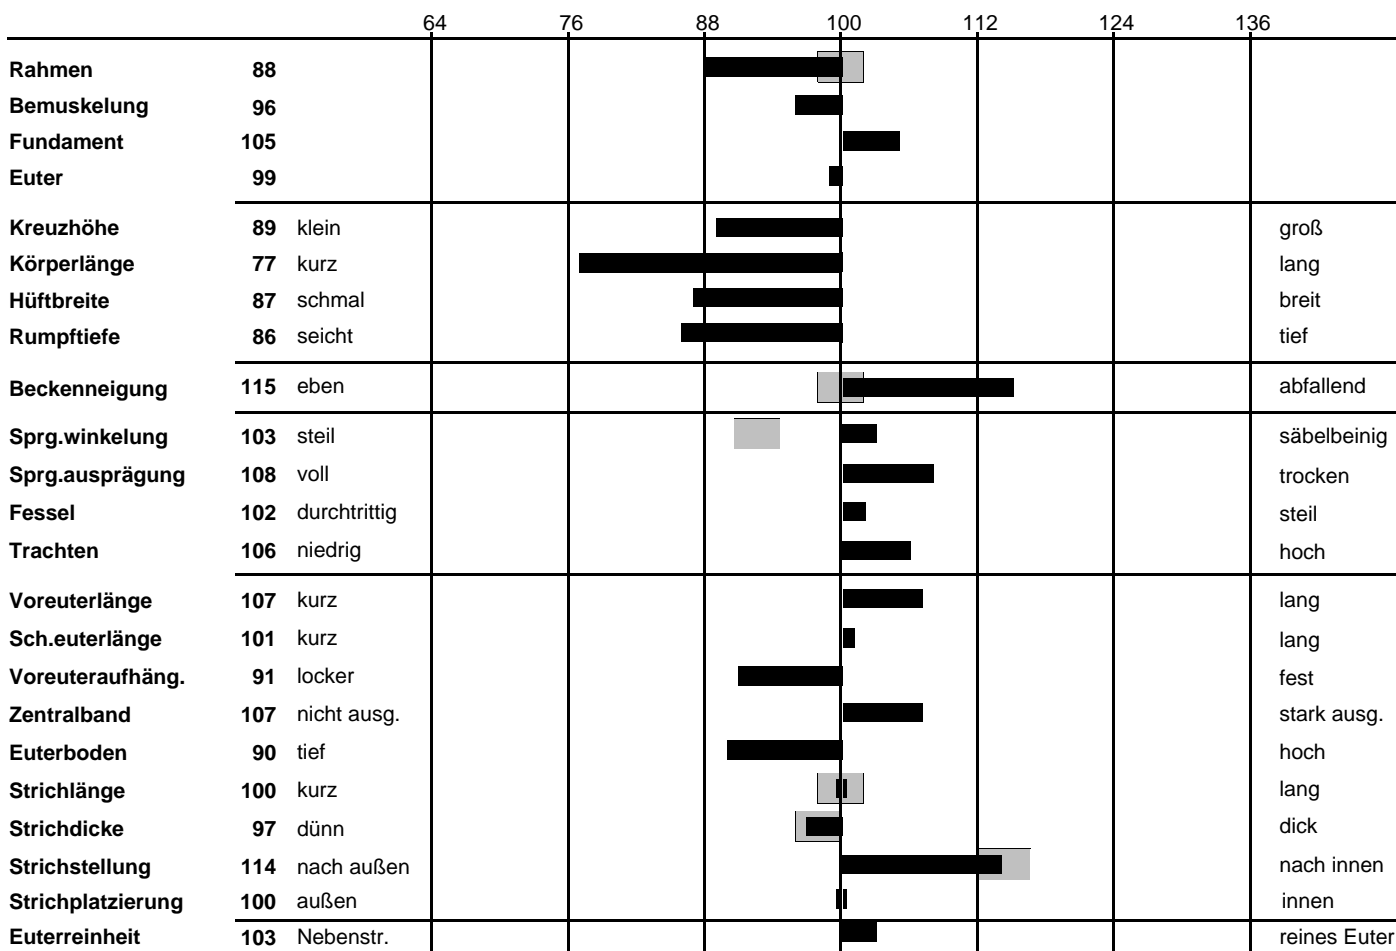 64 76 88 100 112 124 136
Rahmen 88
Bemuskelung 96
Fundament 105
Euter 99
Kreuzhöhe 89 klein groß
Körperlänge 77 kurz lang
Hüftbreite 87 schmal breit
Rumpftiefe 86 seicht tief
Beckenneigung 115 eben abfallend
Sprg.winkelung 103 steil säbelbeinig
Sprg.ausprägung 108 voll trocken
Fessel 102 durchtrittig steil
Trachten 106 niedrig hoch
Voreuterlänge 107 kurz lang
Sch.euterlänge 101 kurz lang
Voreuteraufhäng. 91 locker fest
Zentralband 107 nicht ausg. stark ausg.
Euterboden 90 tief hoch
Strichlänge 100 kurz lang
Strichdicke 97 dünn dick
Strichstellung 114 nach außen nach innen
Strichplatzierung 100 außen innen
Euterreinheit 103 Nebenstr. reines Euter